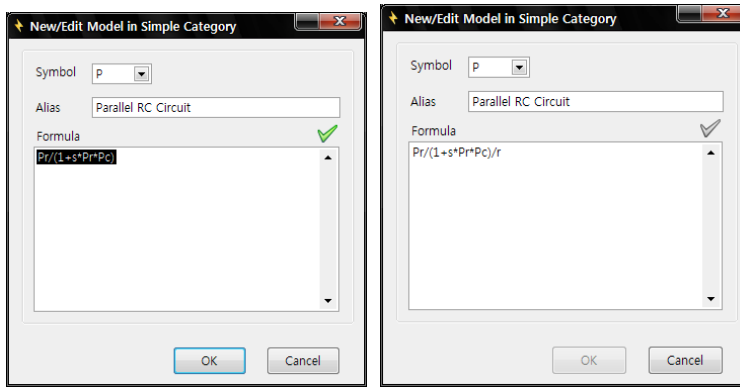 New/Edit Model in Simple Category
Symbol P
Alias Parallel RC Circuit
Formula
Pr/(1+s*Pr*Pc)
OK Cancel
New/Edit Model in Simple Category
Symbol P
Alias Parallel RC Circuit
Formula
Pr/(1+s*Pr*Pc)/r
OK Cancel